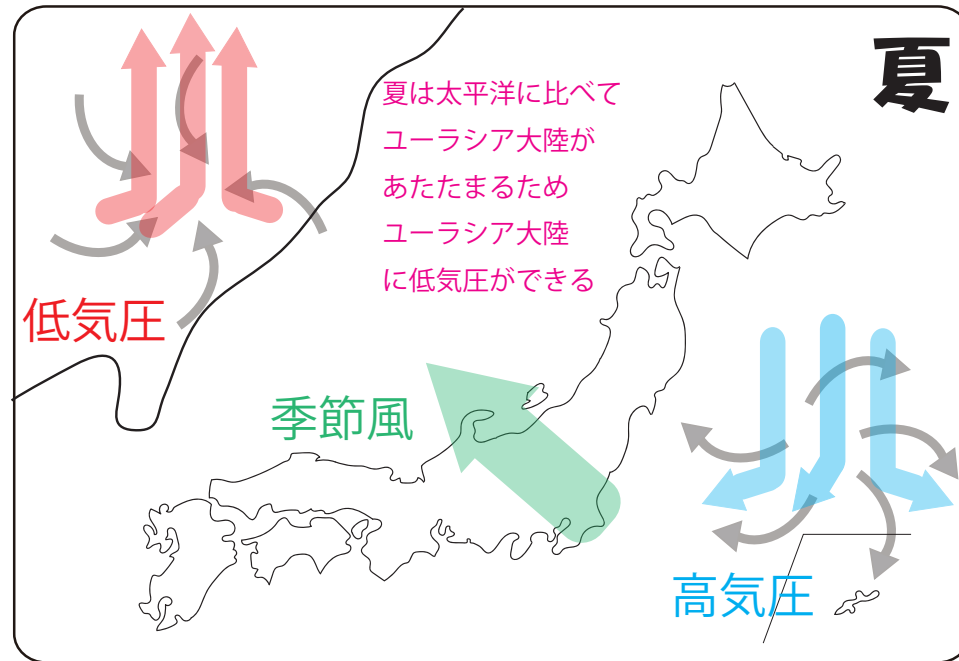 夏
夏は太平洋に比べて
ユーラシア大陸が
あたたまるため
ユーラシア大陸
に低気圧ができる
低気圧
季節風
高気圧